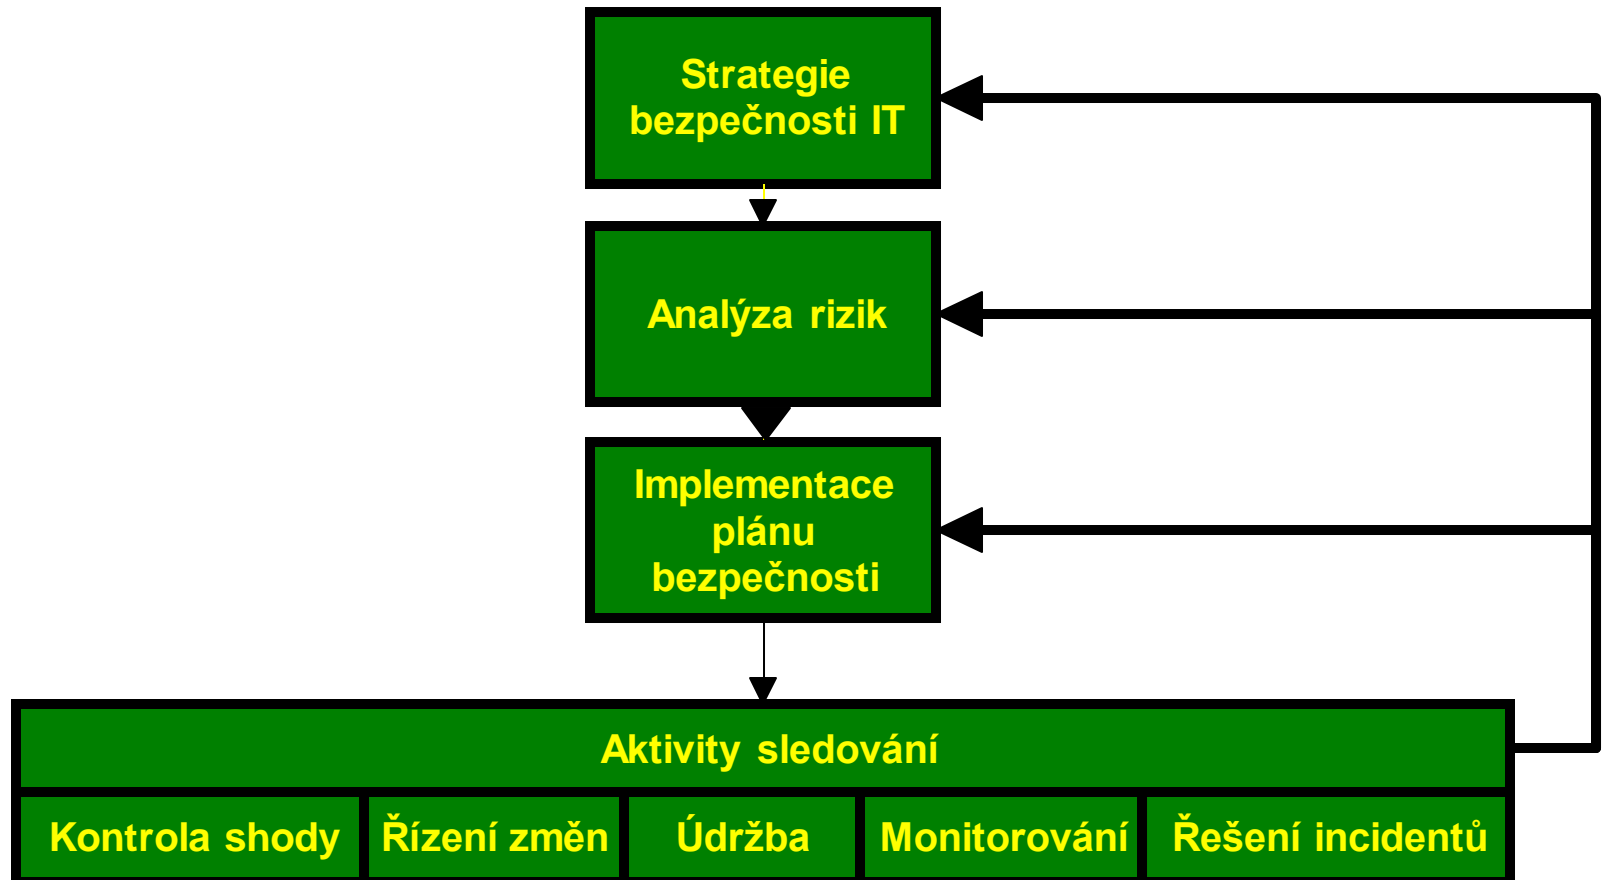 Strategie
bezpečnosti IT
Analýza rizik
Implementace
plánu
bezpečnosti
Aktivity sledování
Kontrola shody
Řízení změn
Údržba
Monitorování
Řešení incidentů